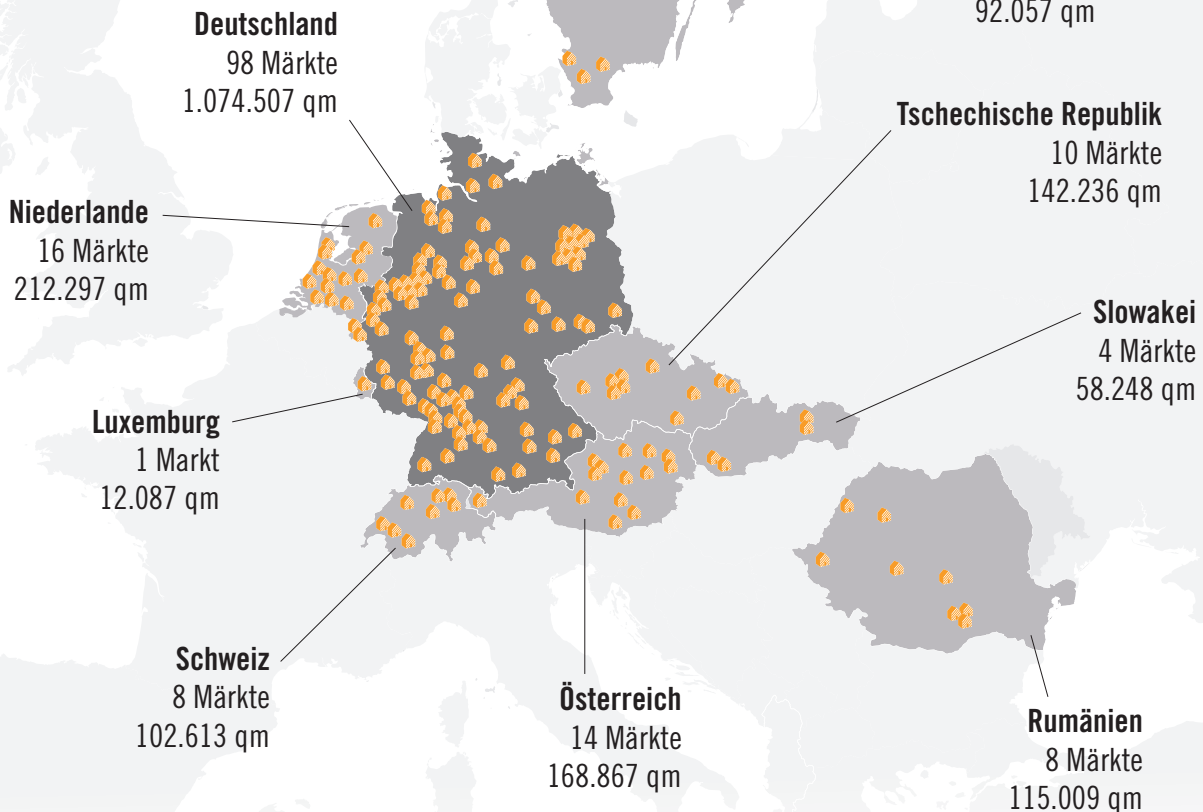 92.057 qm
Deutschland
98 Märkte
1.074.507 qm
Tschechische Republik
10 Märkte
142.236 qm
Niederlande
16 Märkte
212.297 qm
Slowakei
4 Märkte
58.248 qm
Luxemburg
1 Markt
12.087 qm
Schweiz
8 Märkte
102.613 qm
Österreich
14 Märkte
168.867 qm
Rumänien
8 Märkte
115.009 qm